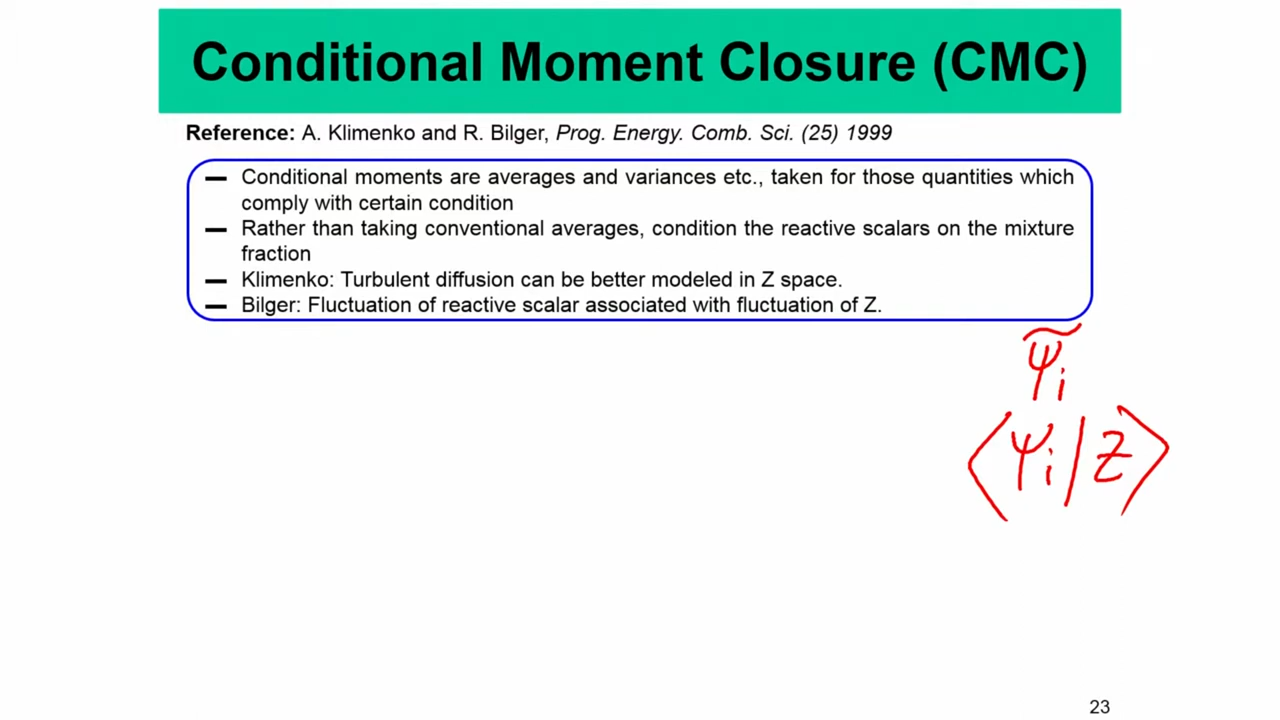 Conditional Moment Closure (CMC)
Reference: A. Klimenko and R. Bilger, Prog. Energy. Comb. Sci. (25) 1999
— Conditional moments are averages and variances etc., taken for those quantities which
comply with certain condition
— Rather than taking conventional averages, condition the reactive scalars on the mixture
fraction
— Klimenko: Turbulent diffusion can be better modeled in Z space.
— Bilger: Fluctuation of reactive scalar associated with fluctuation of Z.
ψ̃i
⟨ψi/Z⟩
23